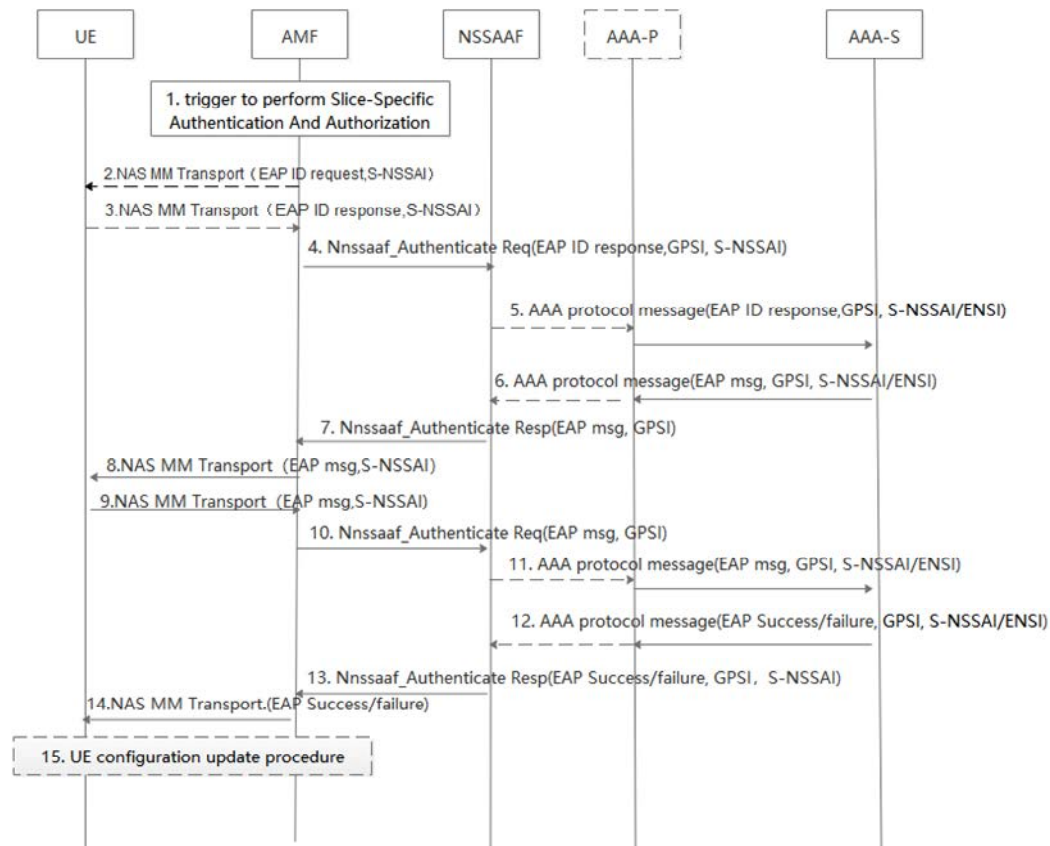 UE
AMF
NSSAAF
AAA-P
AAA-S
1. trigger to perform Slice-Specific
Authentication And Authorization
2.NAS MM Transport（EAP ID request,S-NSSAI）
3.NAS MM Transport（EAP ID response,S-NSSAI）
4. Nnssaaf_Authenticate Req(EAP ID response,GPSI, S-NSSAI)
5. AAA protocol message(EAP ID response,GPSI, S-NSSAI/ENSI)
6. AAA protocol message(EAP msg, GPSI, S-NSSAI/ENSI)
7. Nnssaaf_Authenticate Resp(EAP msg, GPSI)
8.NAS MM Transport（EAP msg,S-NSSAI）
9.NAS MM Transport（EAP msg,S-NSSAI）
10. Nnssaaf_Authenticate Req(EAP msg, GPSI)
11. AAA protocol message(EAP msg, GPSI, S-NSSAI/ENSI)
12. AAA protocol message(EAP Success/failure, GPSI, S-NSSAI/ENSI)
13. Nnssaaf_Authenticate Resp(EAP Success/failure, GPSI，S-NSSAI)
14.NAS MM Transport.(EAP Success/failure)
15. UE configuration update procedure